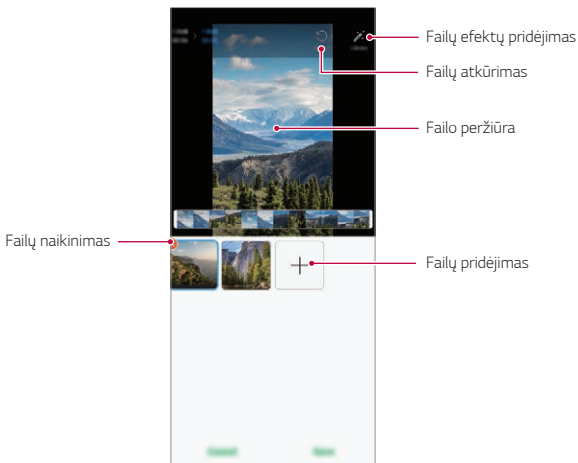 Failų efektų pridėjimas
Failų atkūrimas
Failo peržiūra
Failų naikinimas
Failų pridėjimas